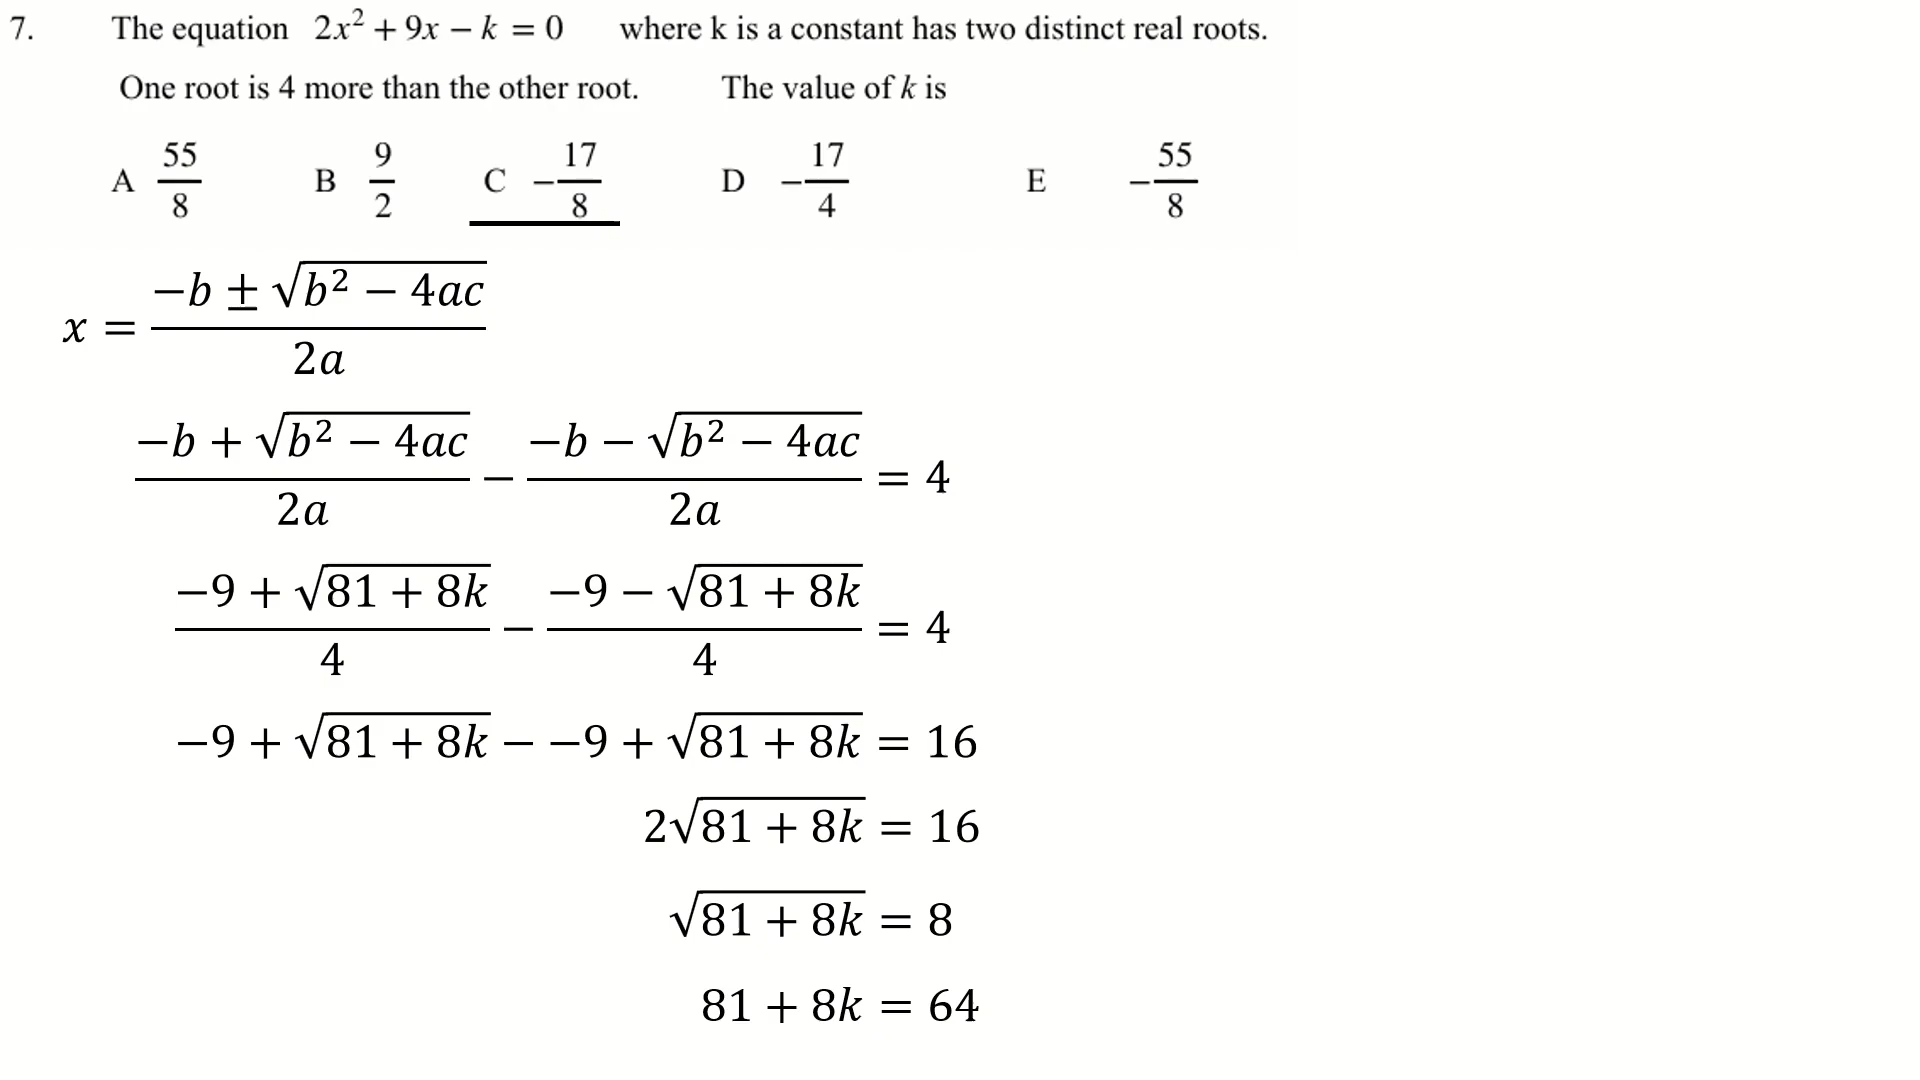 7. The equation 2x² + 9x − k = 0 where k is a constant has two distinct real roots.
One root is 4 more than the other root. The value of k is
A 55/8 B 9/2 C −17/8 D −17/4 E −55/8
x = (−b ± √(b² − 4ac))/(2a)
(−b + √(b² − 4ac))/(2a) − (−b − √(b² − 4ac))/(2a) = 4
(−9 + √(81 + 8k))/4 − (−9 − √(81 + 8k))/4 = 4
−9 + √(81 + 8k) − −9 + √(81 + 8k) = 16
2√(81 + 8k) = 16
√(81 + 8k) = 8
81 + 8k = 64